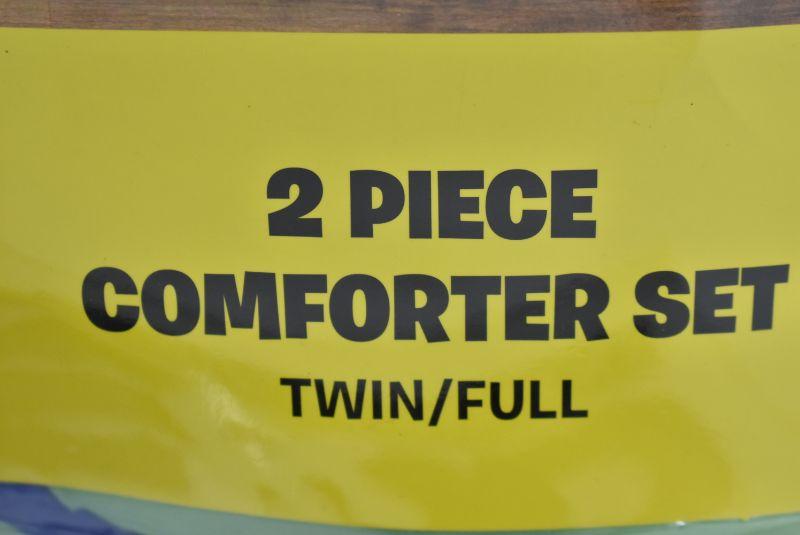 2 PIECE
COMFORTER SET
TWIN/FULL